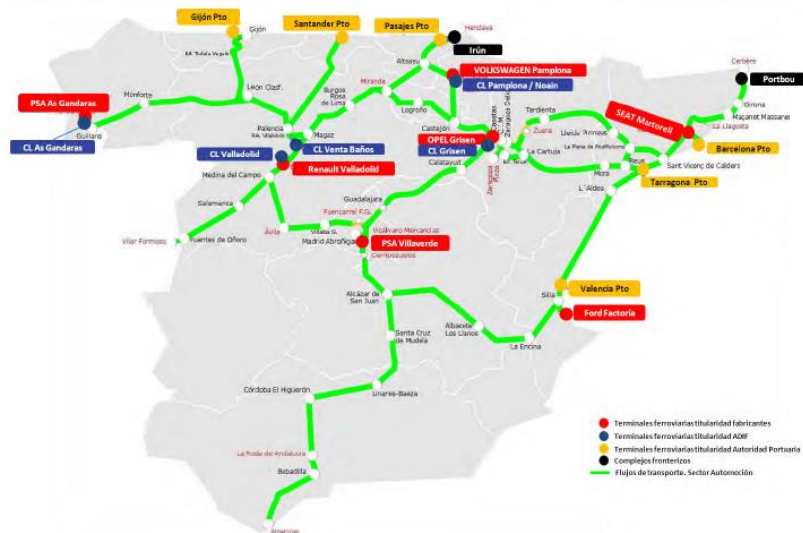 Gijón Pto
Gijón
Santander Pto
Pasajes Pto
Hendaya
Irún
Altsasu
VOLKSWAGEN Pamplona
CL Pamplona / Noain
Cerbère
Portbou
Girona
Maçanet Massanes
La Llagosta
SEAT Martorell
Barcelona Pto
Sant Vicenç de Calders
Tarragona Pto
Reus
PSA As Gandaras
Guillarei
CL As Gandaras
Monforte
León Clasf.
Burgos
Rosa
de Lima
Miranda
Logroño
Castejón
Tardienta
Zuera
Lleida
OPEL Grisen
CL Grisen
Zaragoza
Plaza
La Cartuja
Mora
L´Aldea
Calatayud
Palencia
Magaz
CL Valladolid
CL Venta Baños
Renault Valladolid
Medina del Campo
Salamanca
Vilar Formoso
Fuentes de Oñoro
Ávila
Guadalajara
Fuencarral F.G.
Vicálvaro Mercancías
Madrid Abroñigal
PSA Villaverde
Ciempozuelos
Alcázar de
San Juan
Santa Cruz
de Mudela
Albacete
Los Llanos
La Encina
Silla
Valencia Pto
Ford Factoría
Linares-Baeza
Córdoba El Higuerón
La Roda de Andalucía
Bobadilla
Algeciras
Terminales ferroviarias titularidad fabricantes
Terminales ferroviarias titularidad ADIF
Terminales ferroviarias titularidad Autoridad Portuaria
Complejos fronterizos
Flujos de transporte. Sector Automoción